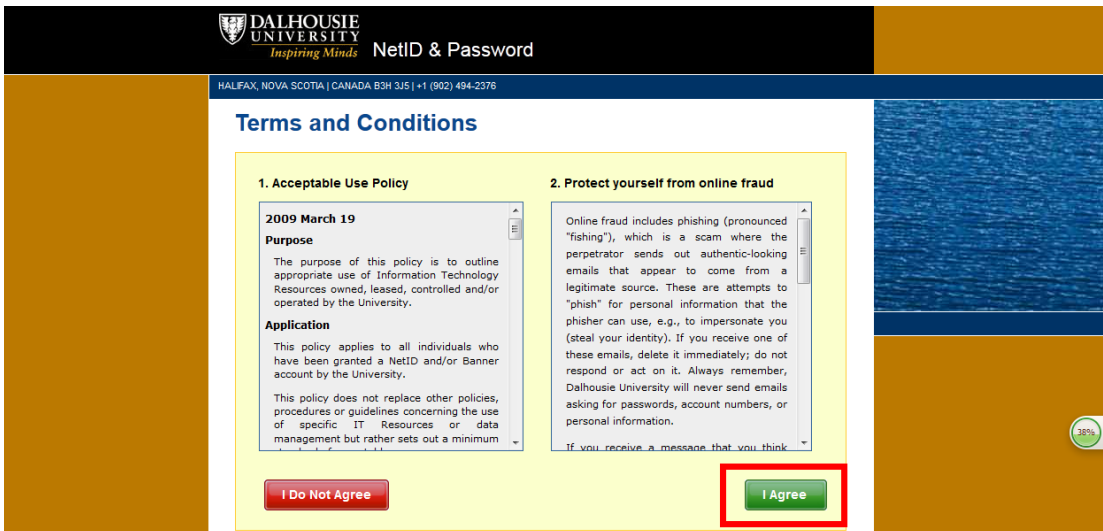 DALHOUSIE
UNIVERSITY
Inspiring Minds
NetID & Password
HALIFAX, NOVA SCOTIA | CANADA B3H 3J5 | +1 (902) 494-2376
Terms and Conditions
1. Acceptable Use Policy
2009 March 19
Purpose
The purpose of this policy is to outline
appropriate use of Information Technology
Resources owned, leased, controlled and/or
operated by the University.
Application
This policy applies to all individuals who
have been granted a NetID and/or Banner
account by the University.
This policy does not replace other policies,
procedures or guidelines concerning the use
of specific IT Resources or data
management but rather sets out a minimum
2. Protect yourself from online fraud
Online fraud includes phishing (pronounced
"fishing"), which is a scam where the
perpetrator sends out authentic-looking
emails that appear to come from a
legitimate source. These are attempts to
"phish" for personal information that the
phisher can use, e.g., to impersonate you
(steal your identity). If you receive one of
these emails, delete it immediately; do not
respond or act on it. Always remember,
Dalhousie University will never send emails
asking for passwords, account numbers, or
personal information.
If you receive a message that you think
I Do Not Agree
I Agree
38%